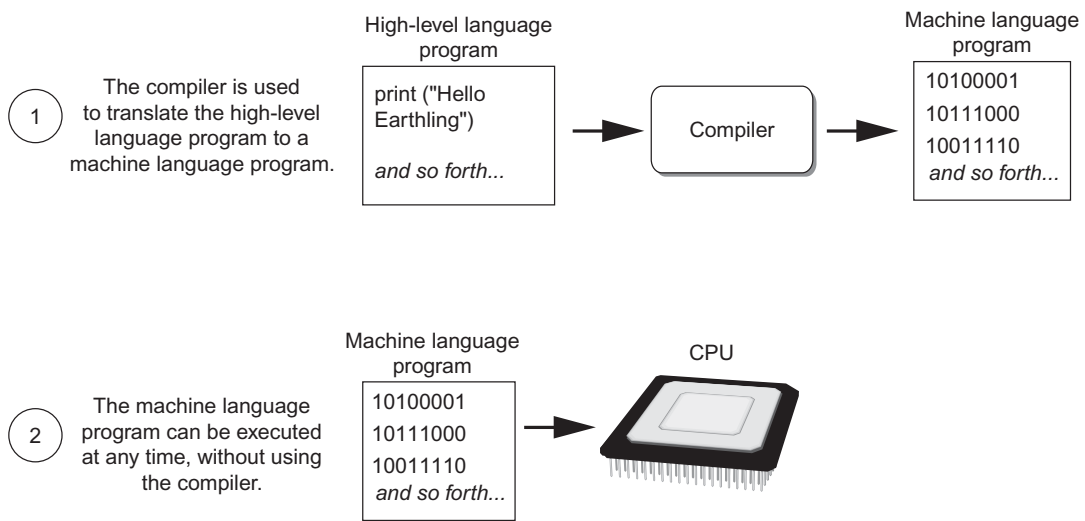 1
The compiler is used
to translate the high-level
language program to a
machine language program.
High-level language
program
print ("Hello
Earthling")
and so forth...
Compiler
Machine language
program
10100001
10111000
10011110
and so forth...
2
The machine language
program can be executed
at any time, without using
the compiler.
Machine language
program
10100001
10111000
10011110
and so forth...
CPU